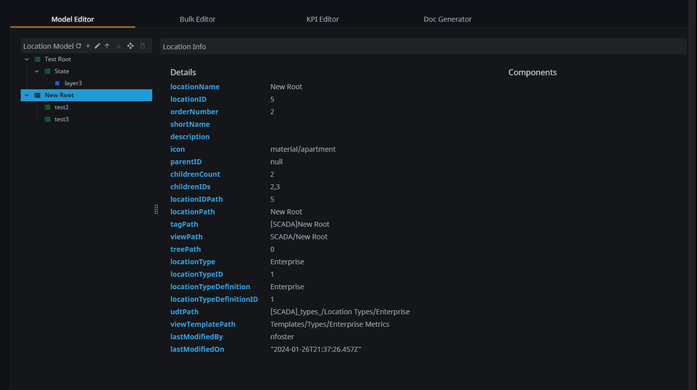 Model Editor Bulk Editor KPI Editor Doc Generator
Location Model
Test Root
State
layer3
New Root
test2
test3
Location Info
Details Components
locationName New Root
locationID 5
orderNumber 2
shortName
description
icon material/apartment
parentID null
childrenCount 2
childrenIDs 2,3
locationIDPath 5
locationPath New Root
tagPath [SCADA]New Root
viewPath SCADA/New Root
treePath 0
locationType Enterprise
locationTypeID 1
locationTypeDefinition Enterprise
locationTypeDefinitionID 1
udtPath [SCADA]_types_/Location Types/Enterprise
viewTemplatePath Templates/Types/Enterprise Metrics
lastModifiedBy nfoster
lastModifiedOn "2024-01-26T21:37:26.457Z"